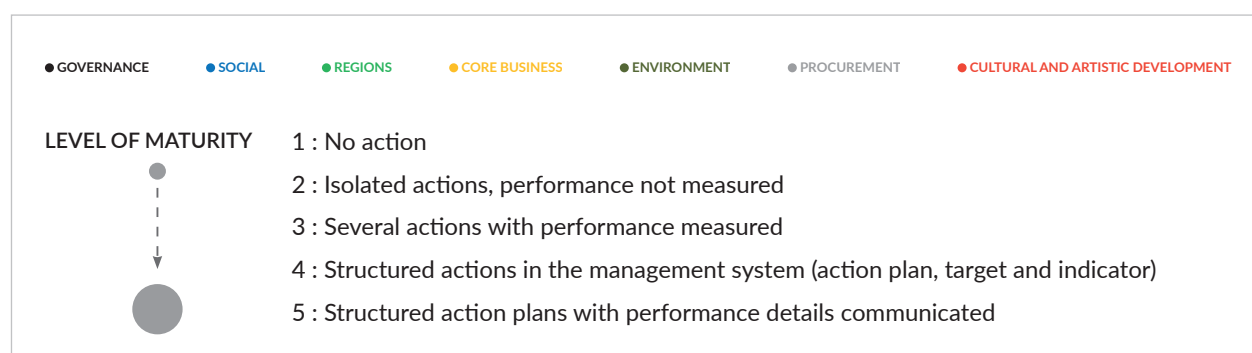 GOVERNANCE SOCIAL REGIONS CORE BUSINESS ENVIRONMENT PROCUREMENT CULTURAL AND ARTISTIC DEVELOPMENT
LEVEL OF MATURITY
1 : No action
2 : Isolated actions, performance not measured
3 : Several actions with performance measured
4 : Structured actions in the management system (action plan, target and indicator)
5 : Structured action plans with performance details communicated